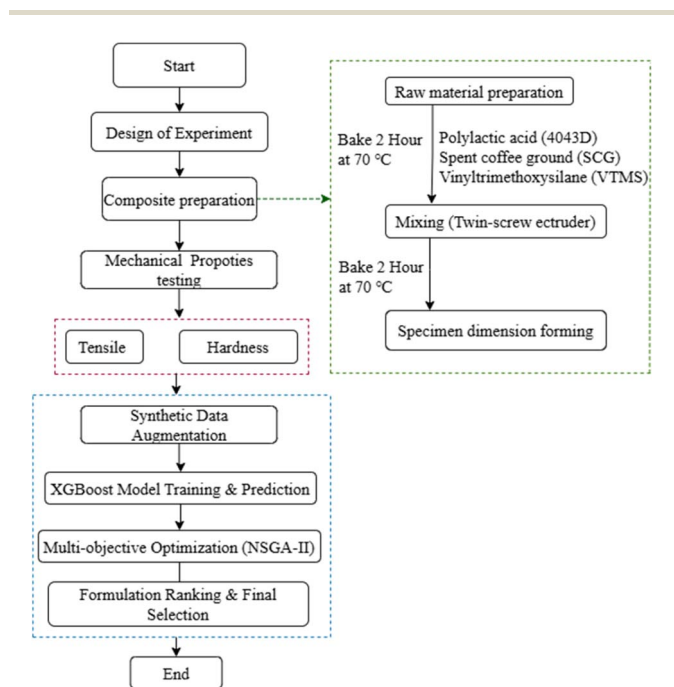 Start
Design of Experiment
Composite preparation
Mechanical Propoties
testing
Tensile
Hardness
Synthetic Data
Augmentation
XGBoost Model Training & Prediction
Multi-objective Optimization (NSGA-II)
Formulation Ranking & Final
Selection
End
Raw material preparation
Bake 2 Hour
at 70 ℃
Polylactic acid (4043D)
Spent coffee ground (SCG)
Vinyltrimethoxysilane (VTMS)
Mixing (Twin-screw ectruder)
Bake 2 Hour
at 70 ℃
Specimen dimension forming